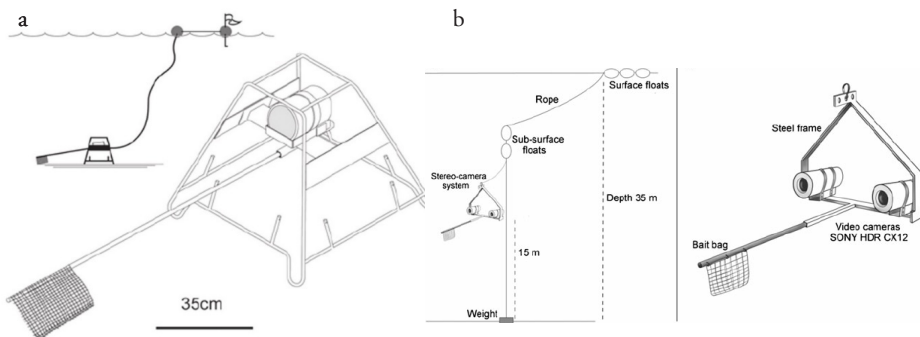 a
35cm
b
Surface floats
Rope
Sub-surface
floats
Stereo-camera
system
Depth 35 m
15 m
Weight
Steel frame
Bait bag
Video cameras
SONY HDR CX12